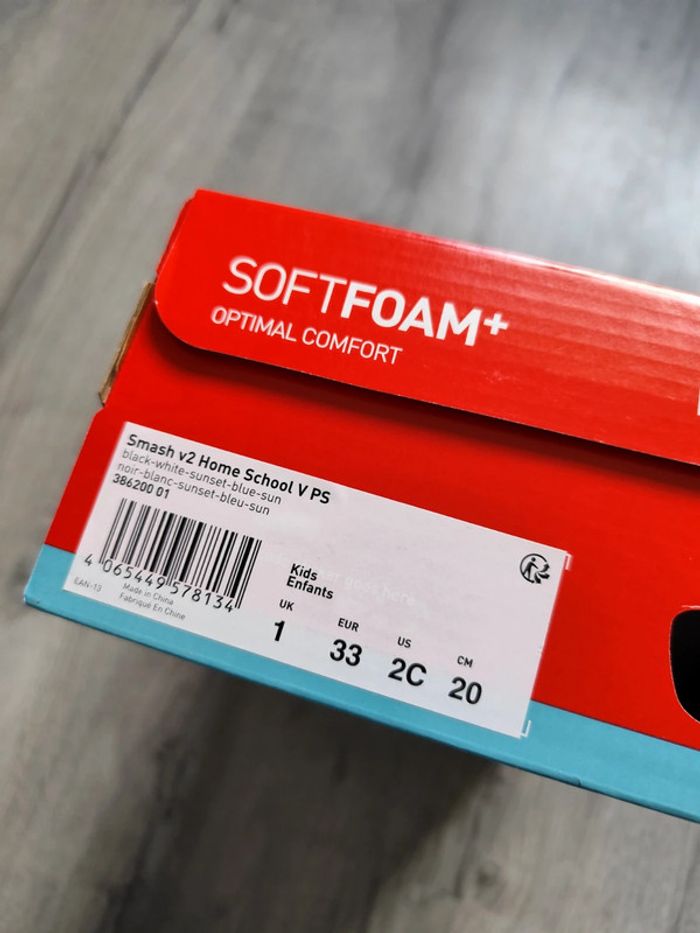 SOFTFOAM+
OPTIMAL COMFORT
Smash v2 Home School V PS
black-white-sunset-blue-sun
noir-blanc-sunset-bleu-sun
386200 01
4 065449 578134
EAN-13
Made in China
Fabriqué En Chine
Kids
Enfants
UK EUR US CM
1 33 2C 20